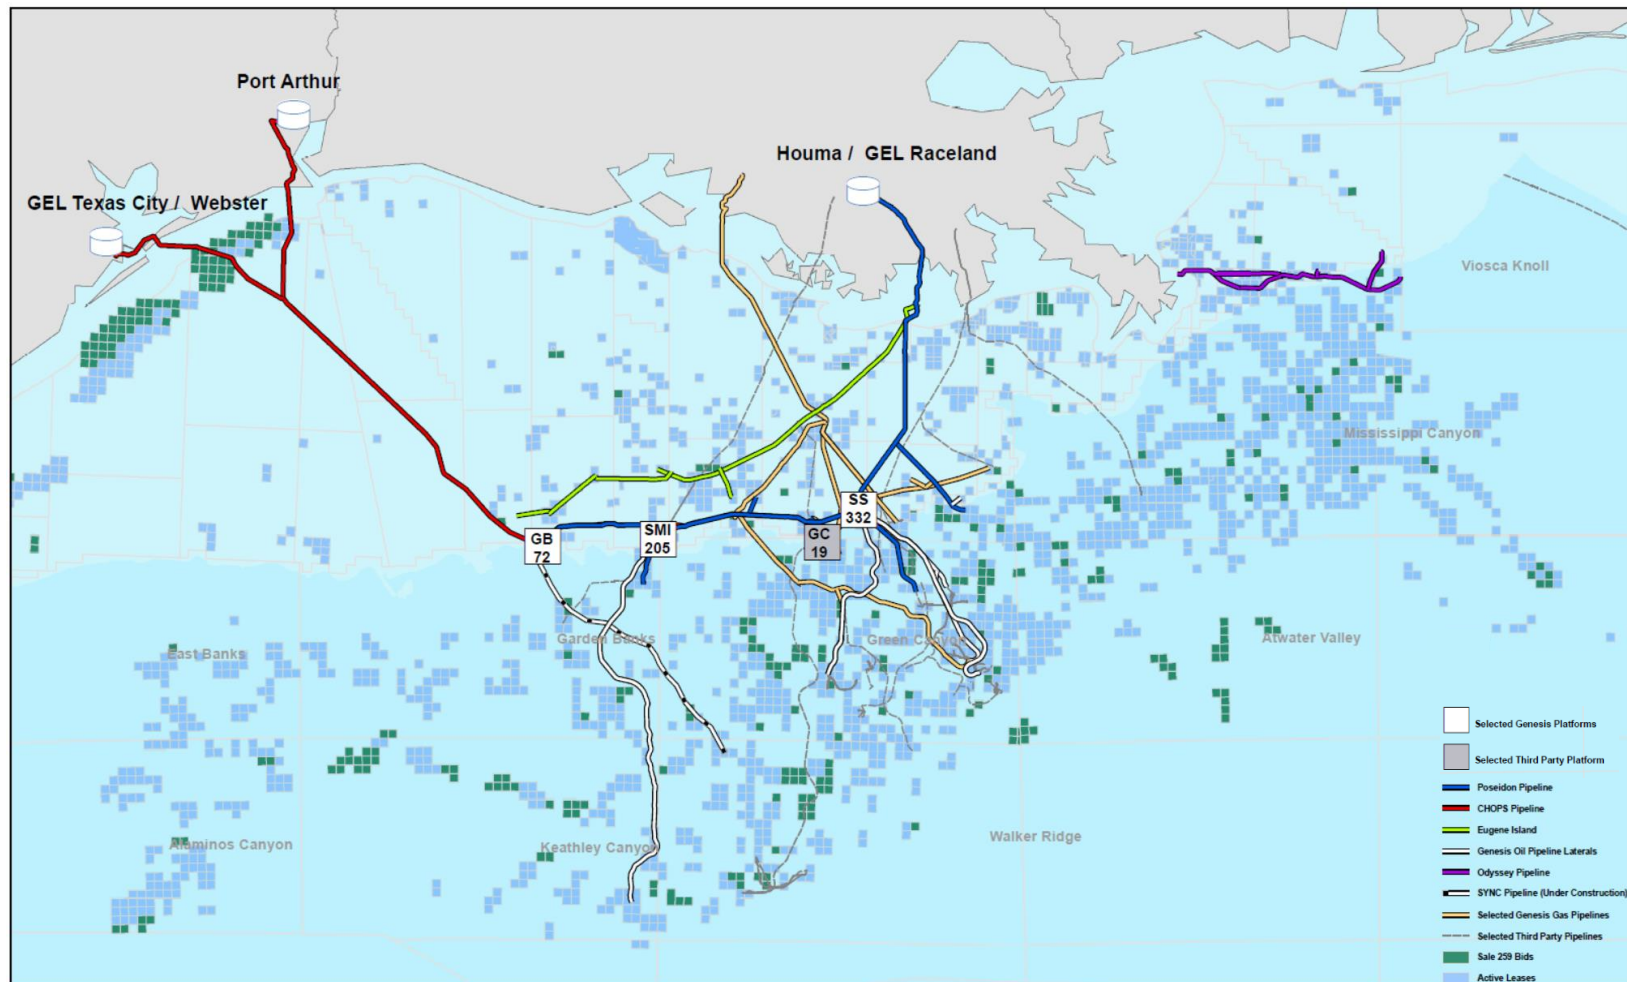 Port Arthur
Houma /  GEL Raceland
GEL Texas City /  Webster
Viosca Knoll
Mississippi Canyon
SS
332
SMI
205
GC
19
GB
72
Garden Banks
Green Canyon
Atwater Valley
East Banks
Walker Ridge
Alaminos Canyon
Keathley Canyon
Selected Genesis Platforms
Selected Third Party Platform
Poseidon Pipeline
CHOPS Pipeline
Eugene Island
Genesis Oil Pipeline Laterals
Odyssey Pipeline
SYNC Pipeline (Under Construction)
Selected Genesis Gas Pipelines
Selected Third Party Pipelines
Sale 259 Bids
Active Leases